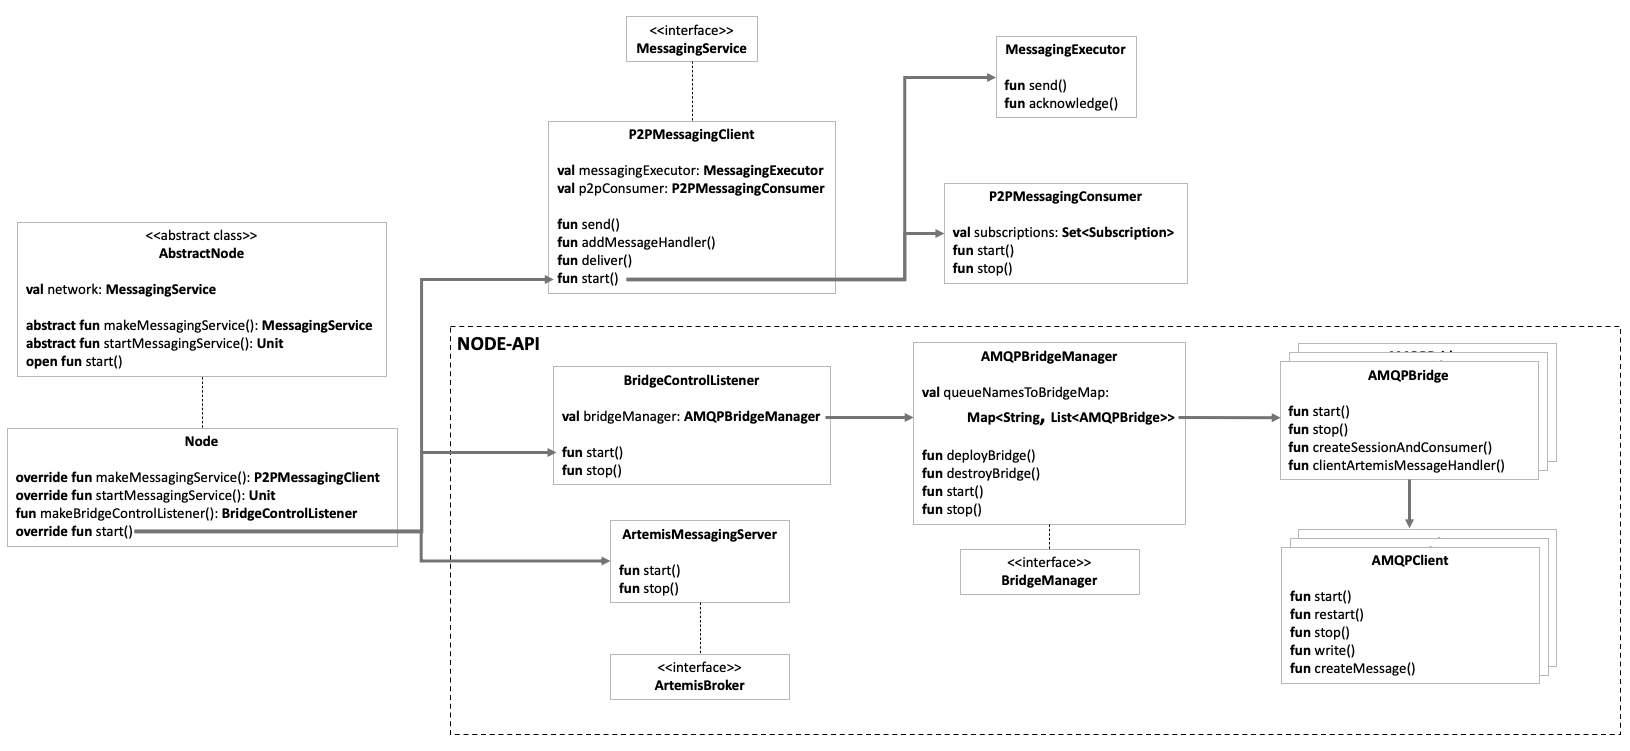 <<interface>>
MessagingService
MessagingExecutor
fun send()
fun acknowledge()
P2PMessagingClient
val messagingExecutor: MessagingExecutor
val p2pConsumer: P2PMessagingConsumer
fun send()
fun addMessageHandler()
fun deliver()
fun start()
P2PMessagingConsumer
val subscriptions: Set<Subscription>
fun start()
fun stop()
<<abstract class>>
AbstractNode
val network: MessagingService
abstract fun makeMessagingService(): MessagingService
abstract fun startMessagingService(): Unit
open fun start()
Node
override fun makeMessagingService(): P2PMessagingClient
override fun startMessagingService(): Unit
fun makeBridgeControlListener(): BridgeControlListener
override fun start()
NODE-API
BridgeControlListener
val bridgeManager: AMQPBridgeManager
fun start()
fun stop()
AMQPBridgeManager
val queueNamesToBridgeMap:
Map<String, List<AMQPBridge>>
fun deployBridge()
fun destroyBridge()
fun start()
fun stop()
<<interface>>
BridgeManager
AMQPBridge
fun start()
fun stop()
fun createSessionAndConsumer()
fun clientArtemisMessageHandler()
ArtemisMessagingServer
fun start()
fun stop()
<<interface>>
ArtemisBroker
AMQPClient
fun start()
fun restart()
fun stop()
fun write()
fun createMessage()